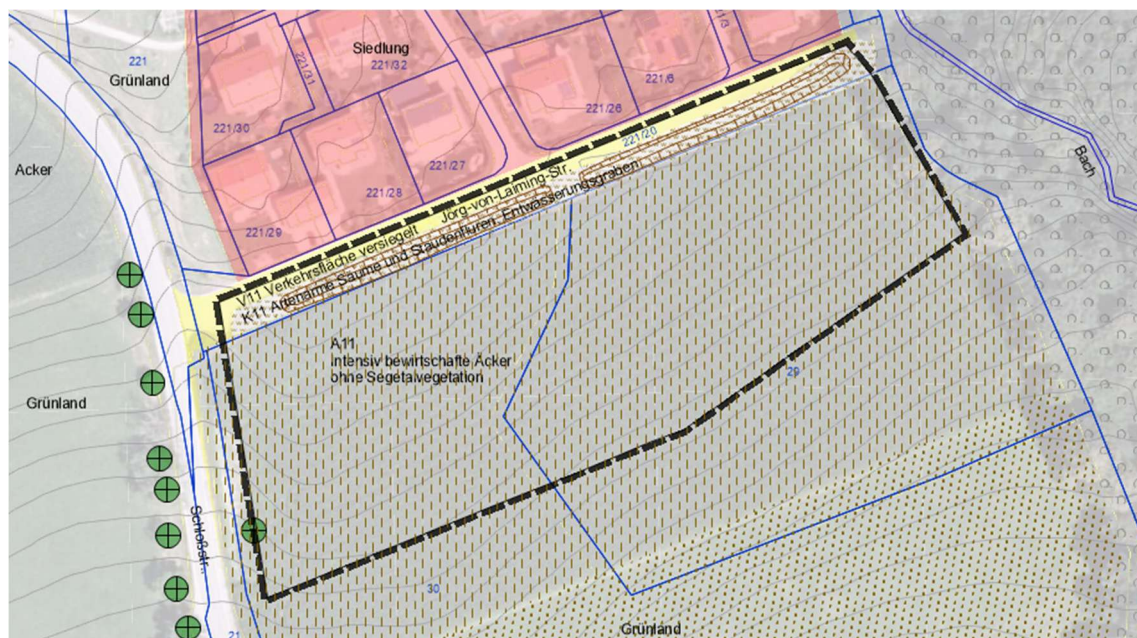 Siedlung
221/32
221/31
221
Grünland
221/6
221/26
221/30
221/20
Acker
221/27
Bach
221/28
Jörg-von-Laiming-Str.
221/29
V11 Verkehrsfläche versiegelt
K11 Artenarme Säume und Staudenfluren, Entwässerungsgraben
A11
intensiv bewirtschafte Äcker
ohne Segetalvegetation
29
Grünland
Schloßstr.
30
Grünland
21